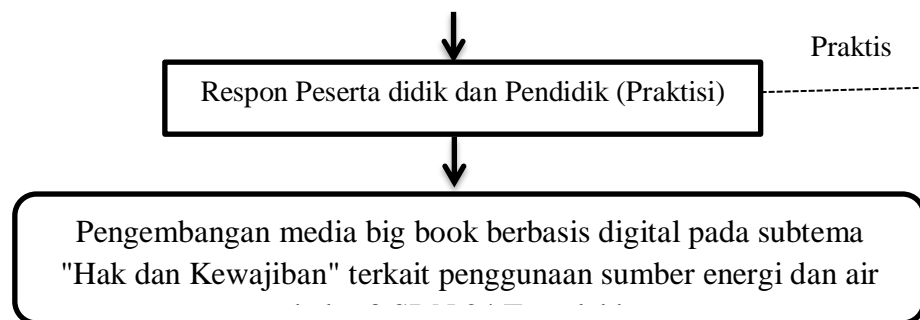 Praktis
Respon Peserta didik dan Pendidik (Praktisi)
Pengembangan media big book berbasis digital pada subtema
"Hak dan Kewajiban" terkait penggunaan sumber energi dan air